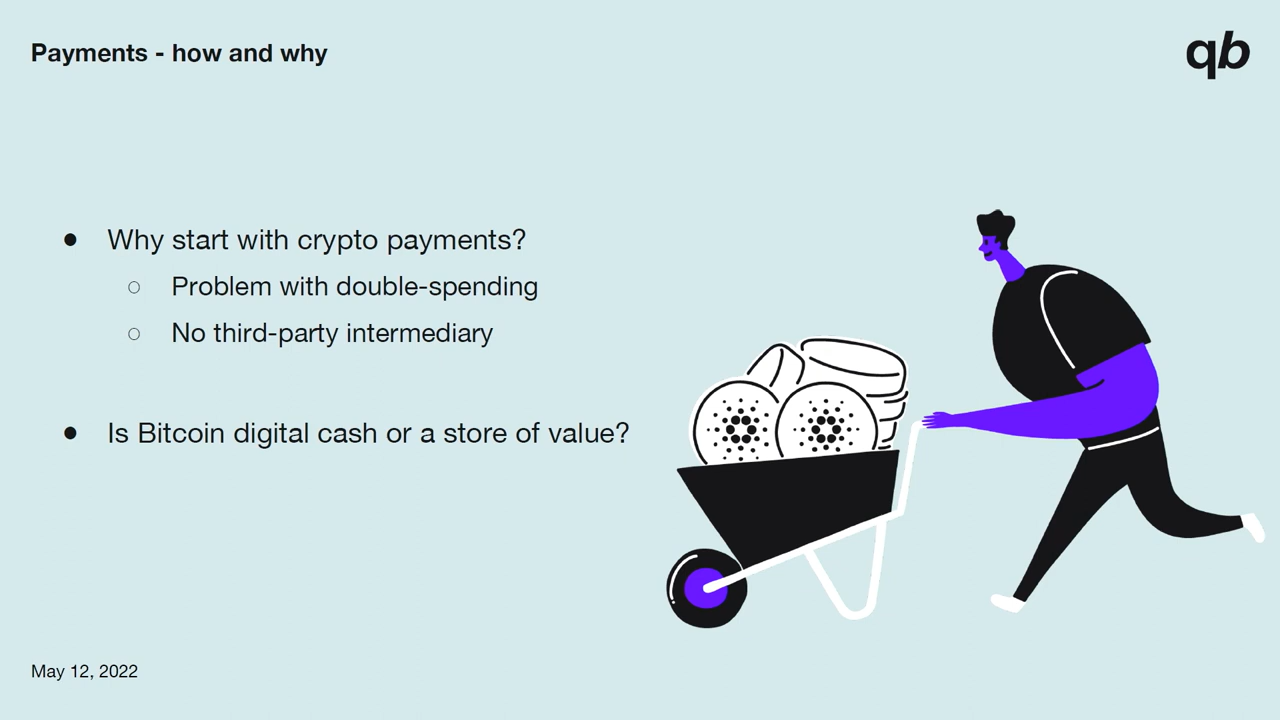 Payments - how and why
qb
● Why start with crypto payments?
○ Problem with double-spending
○ No third-party intermediary
● Is Bitcoin digital cash or a store of value?
May 12, 2022